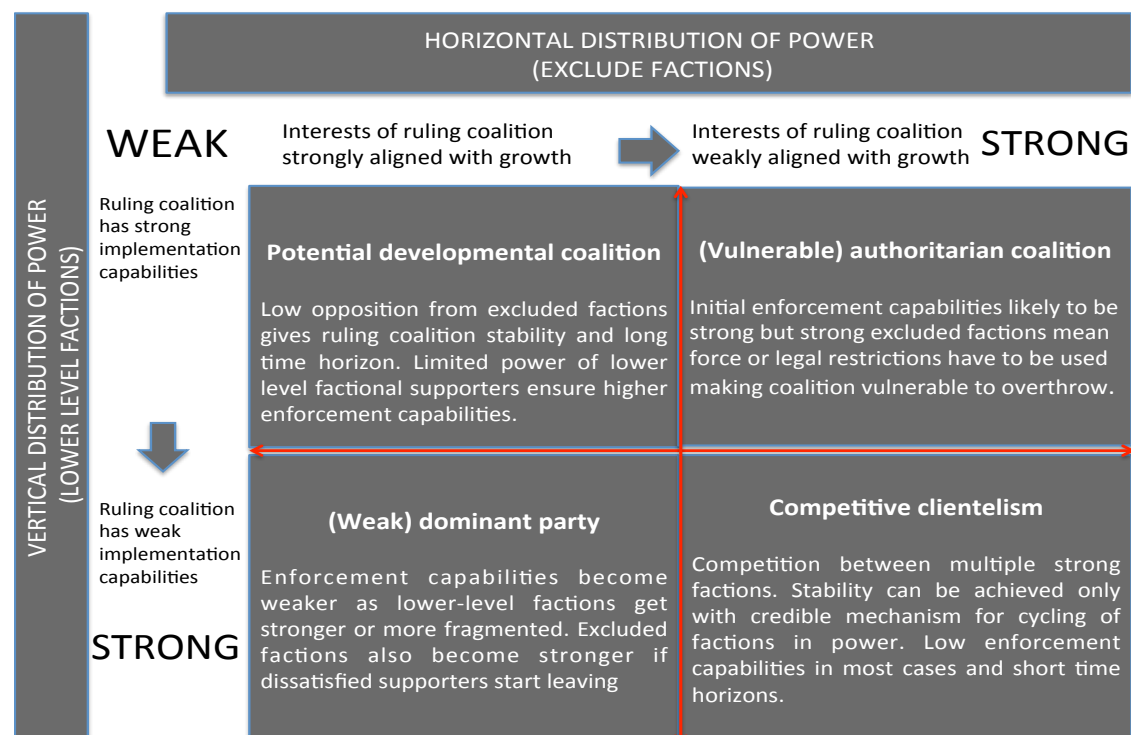 HORIZONTAL DISTRIBUTION OF POWER
(EXCLUDE FACTIONS)
VERTICAL DISTRIBUTION OF POWER
(LOWER LEVEL FACTIONS)
WEAK
Interests of ruling coalition
strongly aligned with growth
Interests of ruling coalition
weakly aligned with growth
STRONG
Ruling coalition
has strong
implementation
capabilities
Potential developmental coalition
Low opposition from excluded factions
gives ruling coalition stability and long
time horizon. Limited power of lower
level factional supporters ensure higher
enforcement capabilities.
(Vulnerable) authoritarian coalition
Initial enforcement capabilities likely to be
strong but strong excluded factions mean
force or legal restrictions have to be used
making coalition vulnerable to overthrow.
Ruling coalition
has weak
implementation
capabilities
STRONG
(Weak) dominant party
Enforcement capabilities become
weaker as lower-level factions get
stronger or more fragmented. Excluded
factions also become stronger if
dissatisfied supporters start leaving
Competitive clientelism
Competition between multiple strong
factions. Stability can be achieved only
with credible mechanism for cycling of
factions in power. Low enforcement
capabilities in most cases and short time
horizons.